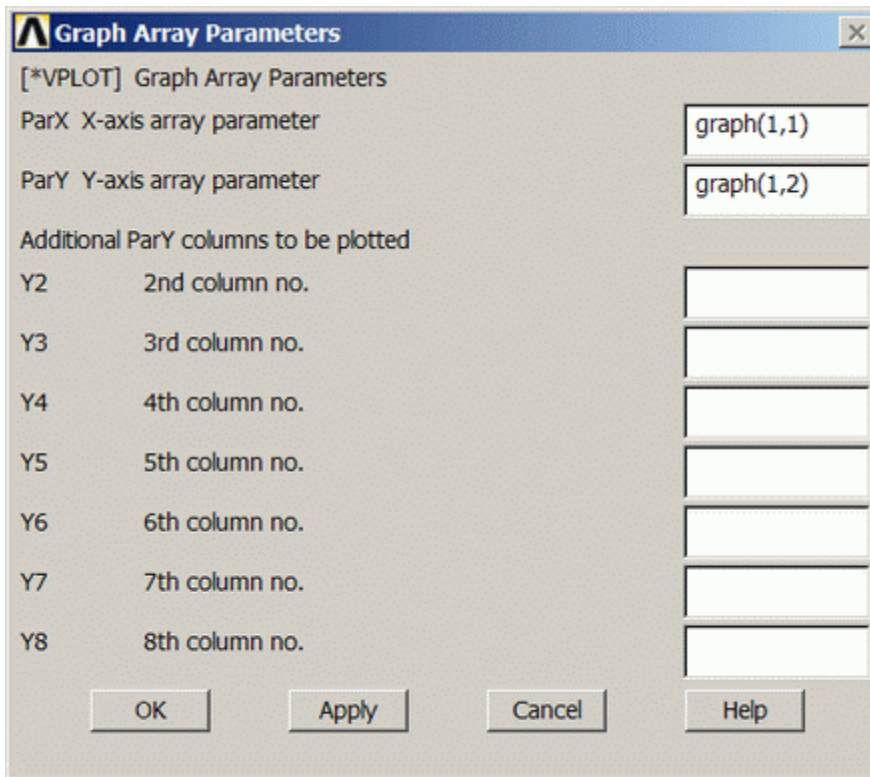 Graph Array Parameters
[*VPLOT] Graph Array Parameters
ParX X-axis array parameter graph(1,1)
ParY Y-axis array parameter graph(1,2)
Additional ParY columns to be plotted
Y2 2nd column no.
Y3 3rd column no.
Y4 4th column no.
Y5 5th column no.
Y6 6th column no.
Y7 7th column no.
Y8 8th column no.
OK Apply Cancel Help